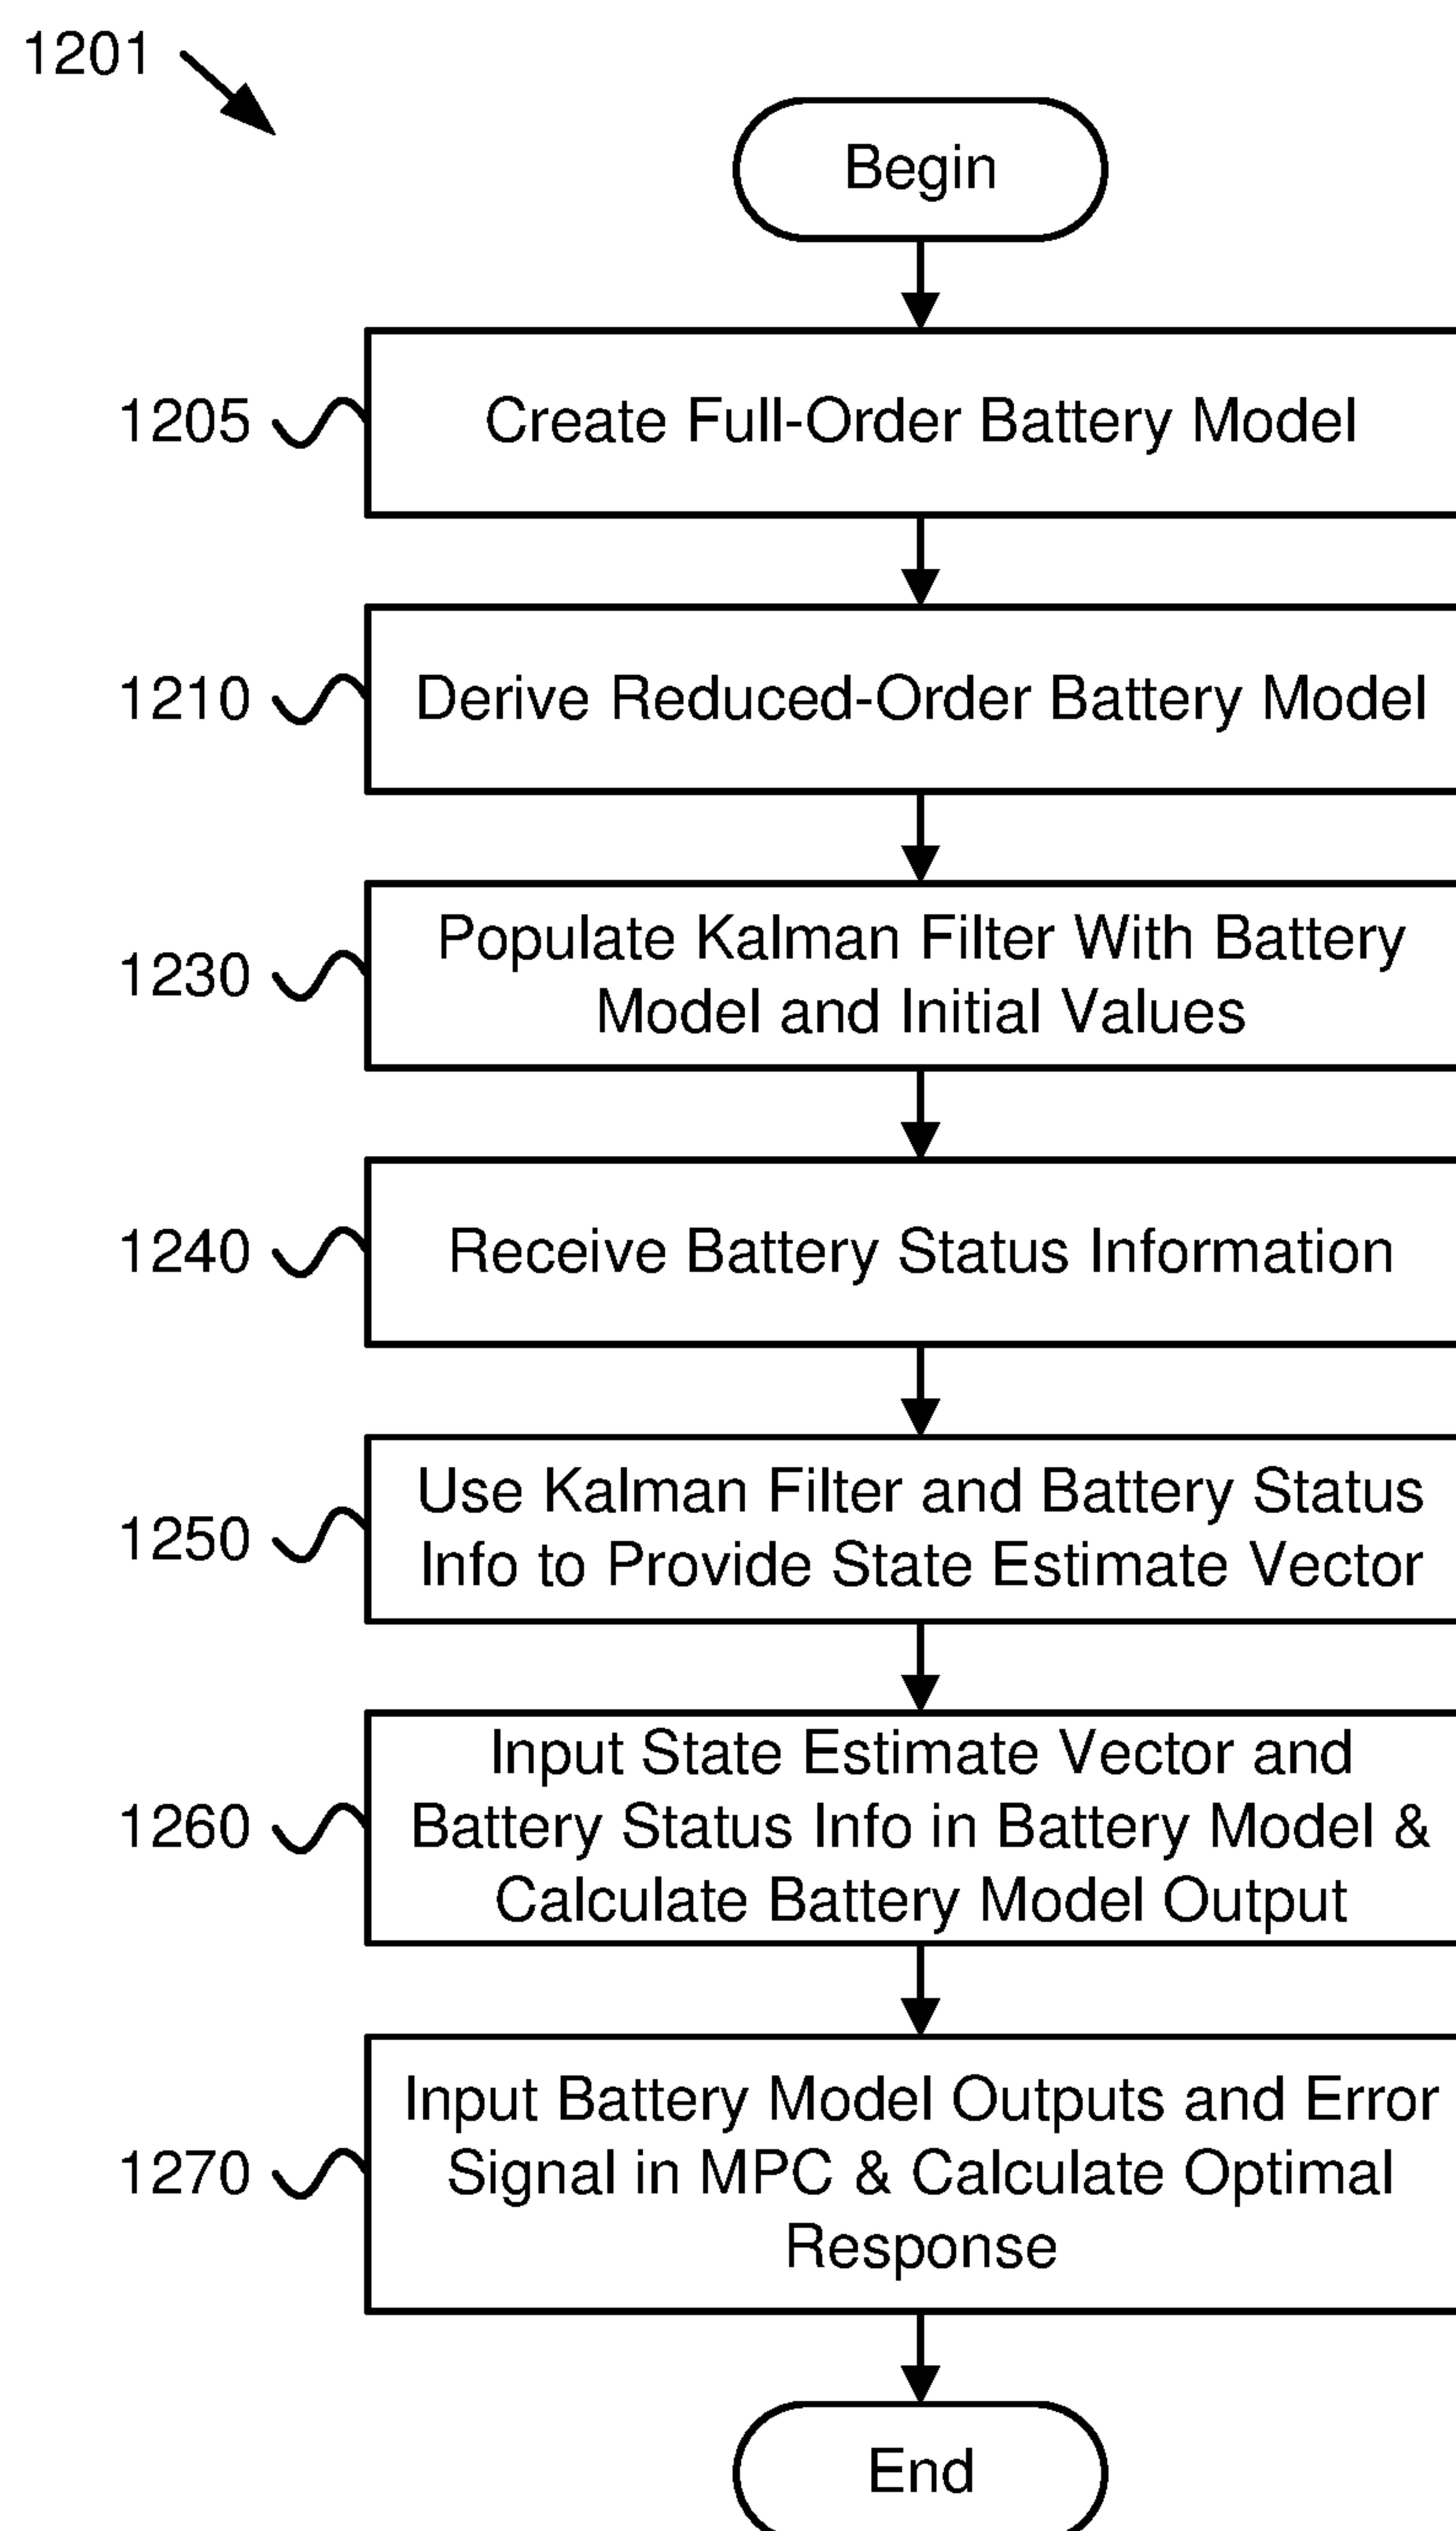 1201
Begin
1205
Create Full-Order Battery Model
1210
Derive Reduced-Order Battery Model
1230
Populate Kalman Filter With Battery
Model and Initial Values
1240
Receive Battery Status Information
1250
Use Kalman Filter and Battery Status
Info to Provide State Estimate Vector
1260
Input State Estimate Vector and
Battery Status Info in Battery Model &
Calculate Battery Model Output
1270
Input Battery Model Outputs and Error
Signal in MPC & Calculate Optimal
Response
End